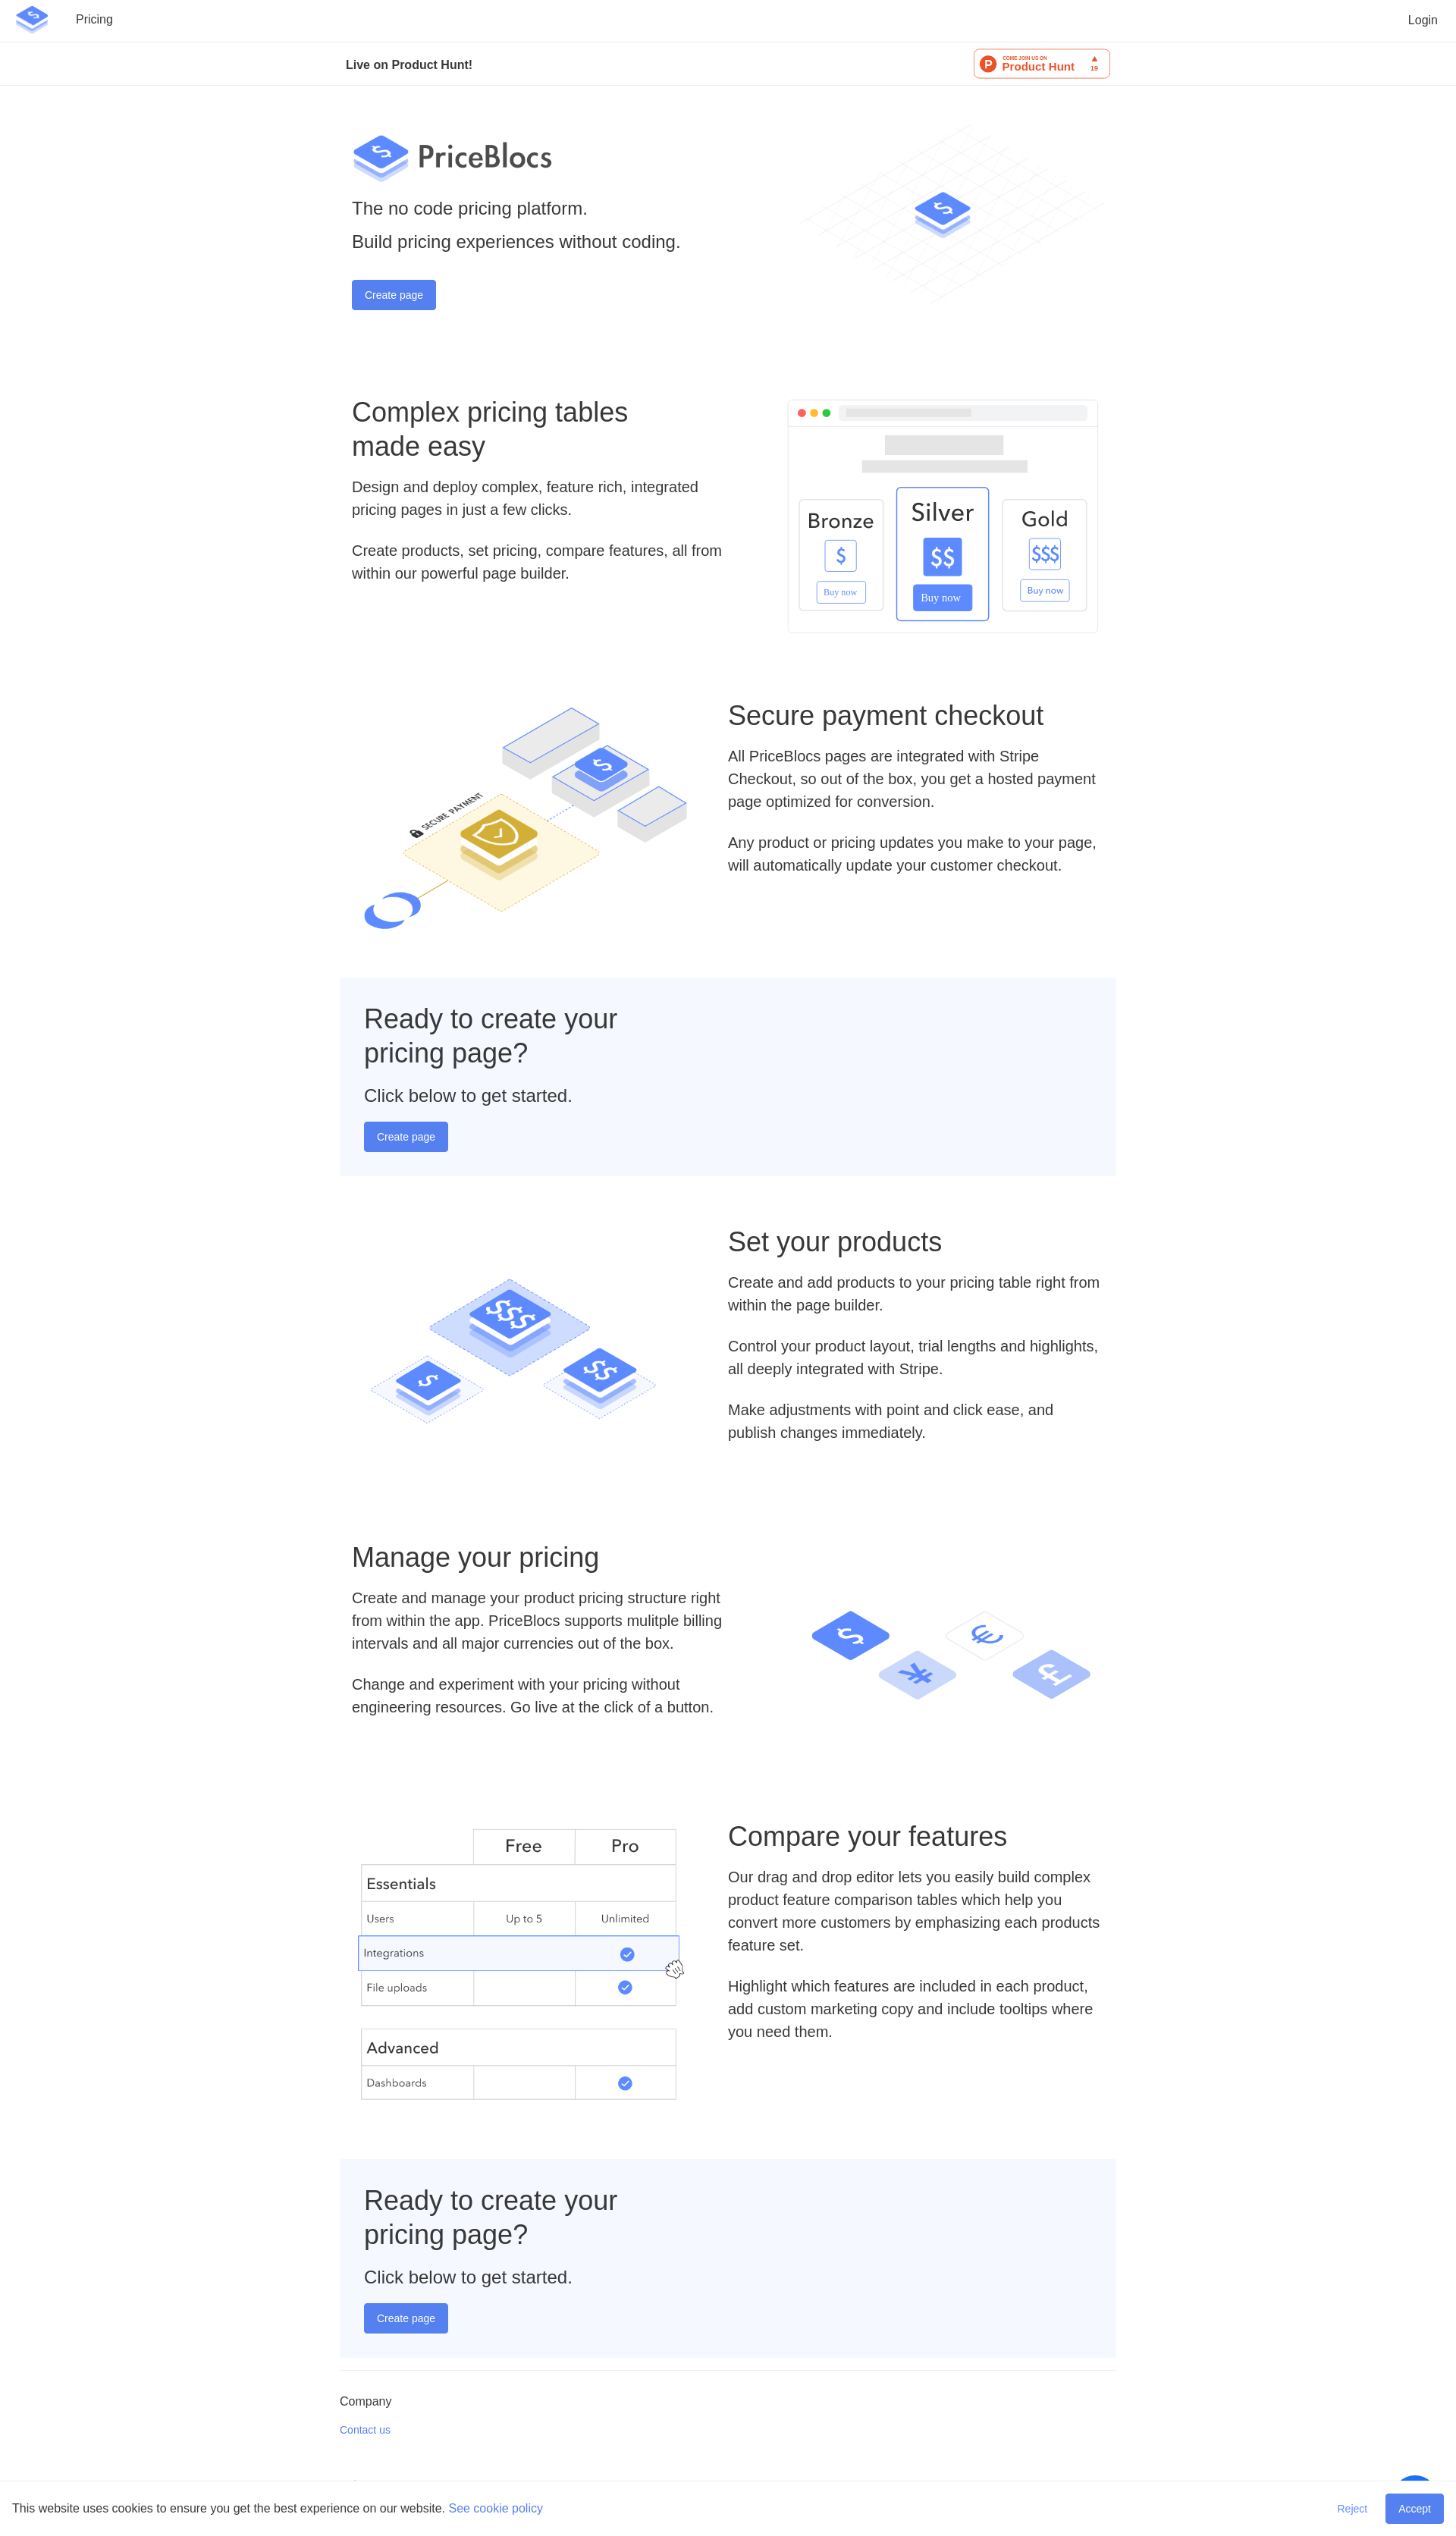 Pricing
Login
Live on Product Hunt!
COME JOIN US ON
Product Hunt
19
PriceBlocs
The no code pricing platform.
Build pricing experiences without coding.
Create page
Complex pricing tables
made easy
Design and deploy complex, feature rich, integrated
pricing pages in just a few clicks.
Create products, set pricing, compare features, all from
within our powerful page builder.
Bronze
$
Buy now
Silver
$$
Buy now
Gold
$$$
Buy now
SECURE PAYMENT
Secure payment checkout
All PriceBlocs pages are integrated with Stripe
Checkout, so out of the box, you get a hosted payment
page optimized for conversion.
Any product or pricing updates you make to your page,
will automatically update your customer checkout.
Ready to create your
pricing page?
Click below to get started.
Create page
$$$
$
$$
Set your products
Create and add products to your pricing table right from
within the page builder.
Control your product layout, trial lengths and highlights,
all deeply integrated with Stripe.
Make adjustments with point and click ease, and
publish changes immediately.
Manage your pricing
Create and manage your product pricing structure right
from within the app. PriceBlocs supports mulitple billing
intervals and all major currencies out of the box.
Change and experiment with your pricing without
engineering resources. Go live at the click of a button.
$ ¥ € £
Free Pro
Essentials
Users Up to 5 Unlimited
Integrations
File uploads
Advanced
Dashboards
Compare your features
Our drag and drop editor lets you easily build complex
product feature comparison tables which help you
convert more customers by emphasizing each products
feature set.
Highlight which features are included in each product,
add custom marketing copy and include tooltips where
you need them.
Ready to create your
pricing page?
Click below to get started.
Create page
Company
Contact us
This website uses cookies to ensure you get the best experience on our website. See cookie policy
Reject
Accept